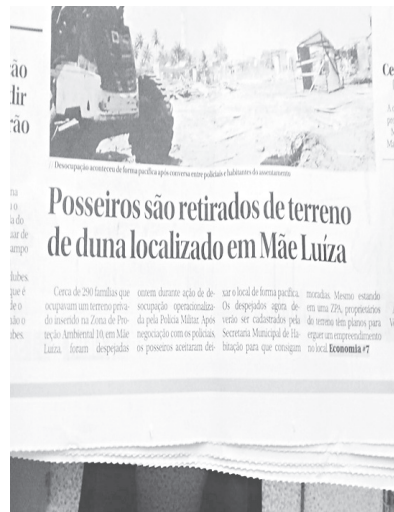 ão
dir
ão
Ce
Desocupação aconteceu de forma pacífica após conversa entre policiais e habitantes do assentamento
Posseiros são retirados de terreno
de duna localizado em Mãe Luíza
Cerca de 290 famílias que
ocupavam um terreno priva-
do inserido na Zona de Pro-
teção Ambiental 10, em Mãe
Luíza, foram despejadas
ontem durante ação de de-
socupação operacionaliza-
da pela Polícia Militar. Após
negociação com os policiais,
os posseiros aceitaram dei-
xar o local de forma pacífica.
Os despejados agora de-
verão ser cadastrados pela
Secretaria Municipal de Ha-
bitação para que consigam
moradias. Mesmo estando
em uma ZPA, proprietários
do terreno têm planos para
erguer um empreendimento
no local. Economia #7